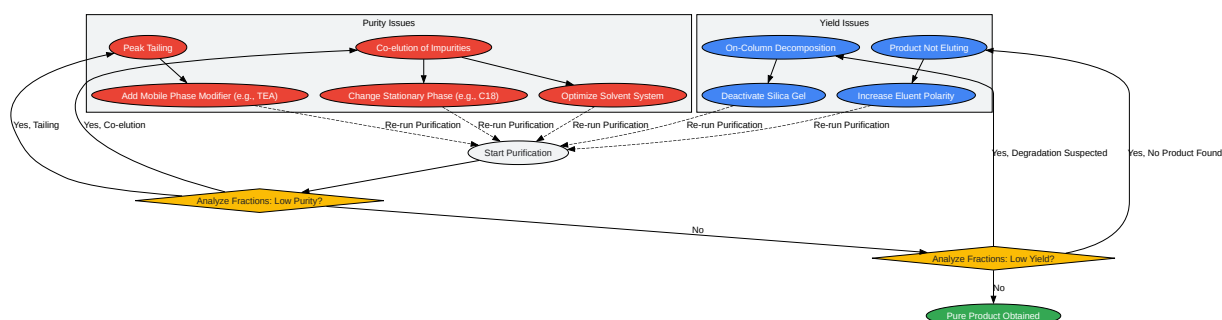 Purity Issues
Yield Issues
Peak Tailing
Co-elution of Impurities
On-Column Decomposition
Product Not Eluting
Add Mobile Phase Modifier (e.g., TEA)
Change Stationary Phase (e.g., C18)
Optimize Solvent System
Deactivate Silica Gel
Increase Eluent Polarity
Yes, Tailing
Yes, Co-elution
Re-run Purification
Re-run Purification
Re-run Purification
Re-run Purification
Re-run Purification
Start Purification
Yes, Degradation Suspected
Yes, No Product Found
Analyze Fractions: Low Purity?
No
Analyze Fractions: Low Yield?
No
Pure Product Obtained